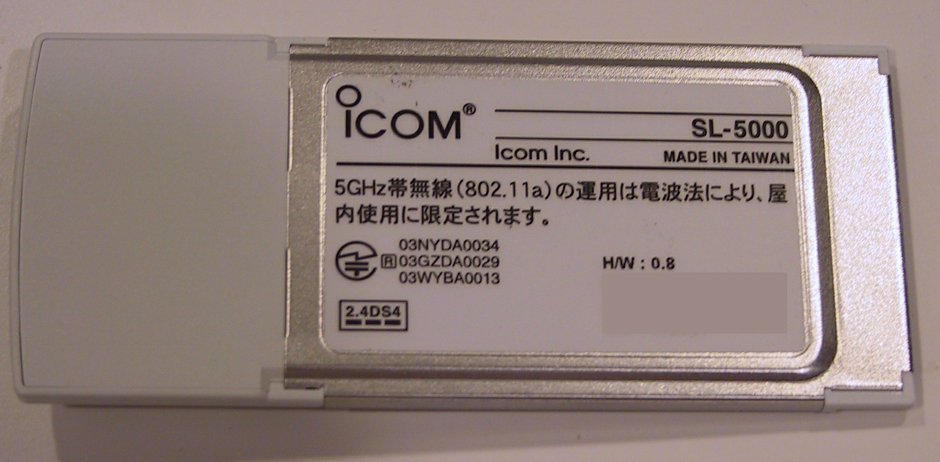 ICOM®
SL-5000
Icom Inc.
MADE IN TAIWAN
5GHz帯無線(802.11a)の運用は電波法により、屋
内使用に限定されます。
03NYDA0034
R 03GZDA0029
03WYBA0013
H/W : 0.8
2.4DS4